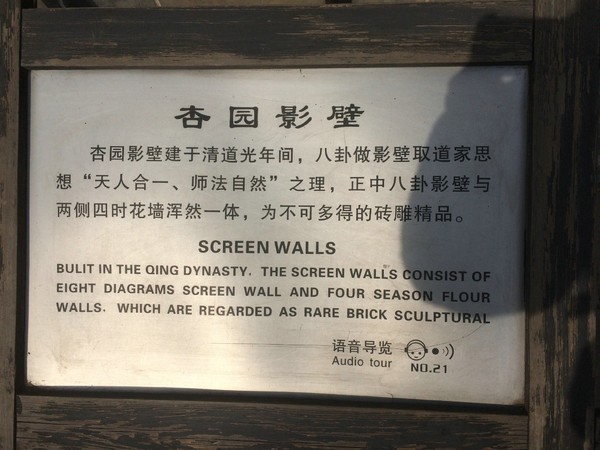 杏园影壁
杏园影壁建于清道光年间，八卦做影壁取道家思
想“天人合一、师法自然”之理，正中八卦影壁与
两侧四时花墙浑然一体，为不可多得的砖雕精品。
SCREEN WALLS
BULIT IN THE QING DYNASTY. THE SCREEN WALLS CONSIST OF
EIGHT DIAGRAMS SCREEN WALL AND FOUR SEASON FLOUR
WALLS. WHICH ARE REGARDED AS RARE BRICK SCULPTURAL
语音导览
Audio tour NO.21